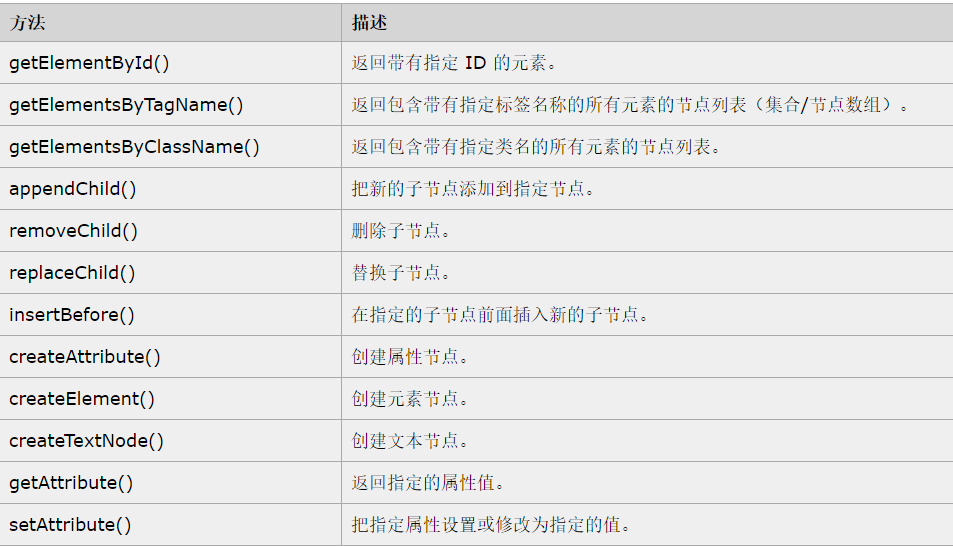 方法 描述
getElementById() 返回带有指定 ID 的元素。
getElementsByTagName() 返回包含带有指定标签名称的所有元素的节点列表（集合/节点数组）。
getElementsByClassName() 返回包含带有指定类名的所有元素的节点列表。
appendChild() 把新的子节点添加到指定节点。
removeChild() 删除子节点。
replaceChild() 替换子节点。
insertBefore() 在指定的子节点前面插入新的子节点。
createAttribute() 创建属性节点。
createElement() 创建元素节点。
createTextNode() 创建文本节点。
getAttribute() 返回指定的属性值。
setAttribute() 把指定属性设置或修改为指定的值。